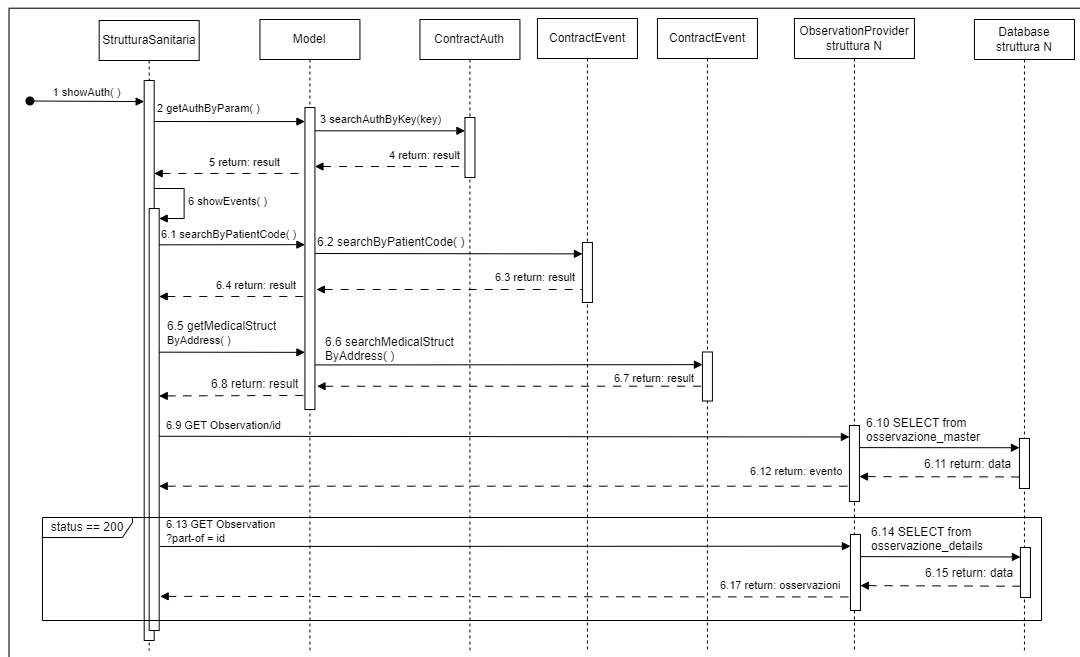 StrutturaSanitaria
Model
ContractAuth
ContractEvent
ContractEvent
ObservationProvider
struttura N
Database
struttura N
1 showAuth( )
2 getAuthByParam( )
3 searchAuthByKey(key)
4 return: result
5 return: result
6 showEvents( )
6.1 searchByPatientCode( )
6.2 searchByPatientCode( )
6.3 return: result
6.4 return: result
6.5 getMedicalStruct
ByAddress( )
6.6 searchMedicalStruct
ByAddress( )
6.7 return: result
6.8 return: result
6.9 GET Observation/id
6.10 SELECT from
osservazione_master
6.11 return: data
6.12 return: evento
status == 200
6.13 GET Observation
?part-of = id
6.14 SELECT from
osservazione_details
6.15 return: data
6.17 return: osservazioni